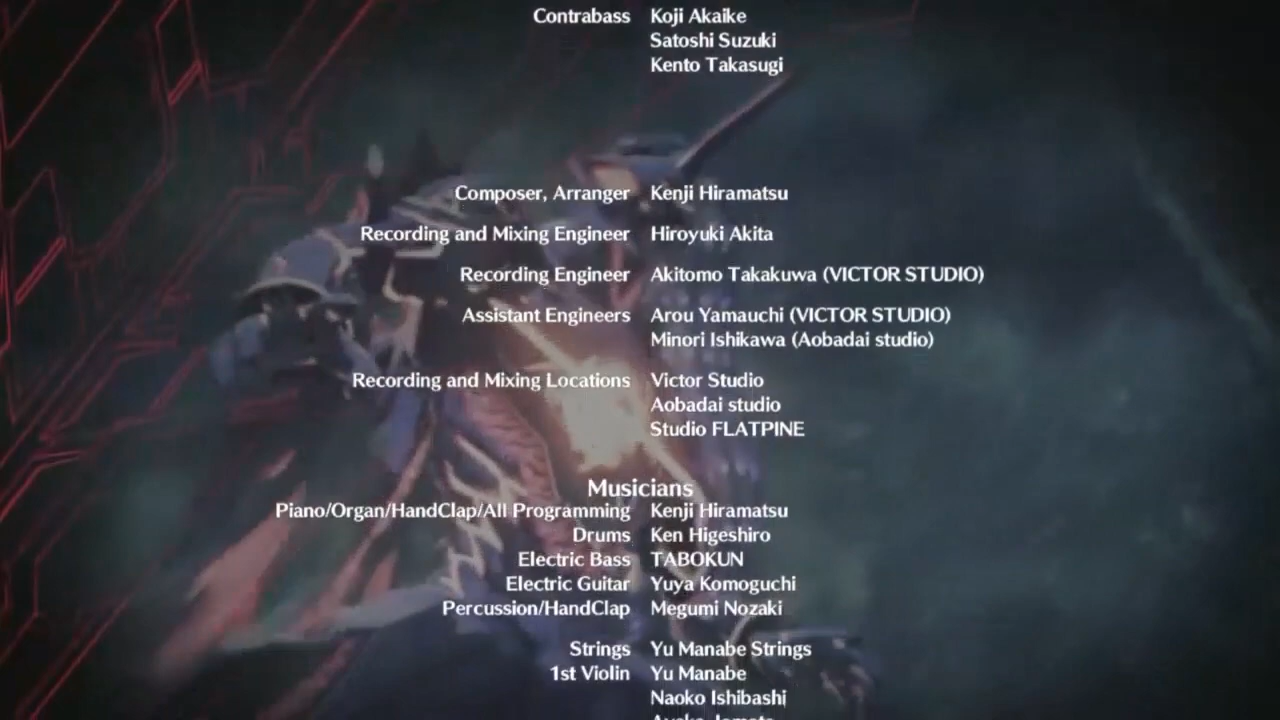 Contrabass Koji Akaike
Satoshi Suzuki
Kento Takasugi
Composer, Arranger Kenji Hiramatsu
Recording and Mixing Engineer Hiroyuki Akita
Recording Engineer Akitomo Takakuwa (VICTOR STUDIO)
Assistant Engineers Arou Yamauchi (VICTOR STUDIO)
Minori Ishikawa (Aobadai studio)
Recording and Mixing Locations Victor Studio
Aobadai studio
Studio FLATPINE
Musicians
Piano/Organ/HandClap/All Programming Kenji Hiramatsu
Drums Ken Higeshiro
Electric Bass TABOKUN
Electric Guitar Yuya Komoguchi
Percussion/HandClap Megumi Nozaki
Strings Yu Manabe Strings
1st Violin Yu Manabe
Naoko Ishibashi